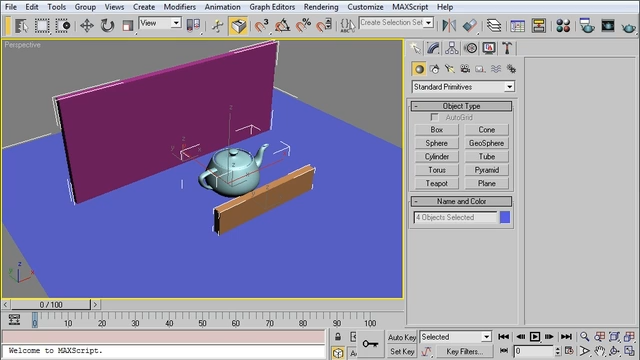 File Edit Tools Group Views Create Modifiers Animation Graph Editors Rendering Customize MAXScript Help
View
Create Selection Set
Perspective
Standard Primitives
- Object Type
AutoGrid
Box Cone
Sphere GeoSphere
Cylinder Tube
Torus Pyramid
Teapot Plane
- Name and Color
4 Objects Selected
z
x
0 / 100
0 10 20 30 40 50 60 70 80 90 100
Auto Key Selected
Welcome to MAXScript.
Set Key Key Filters... 0